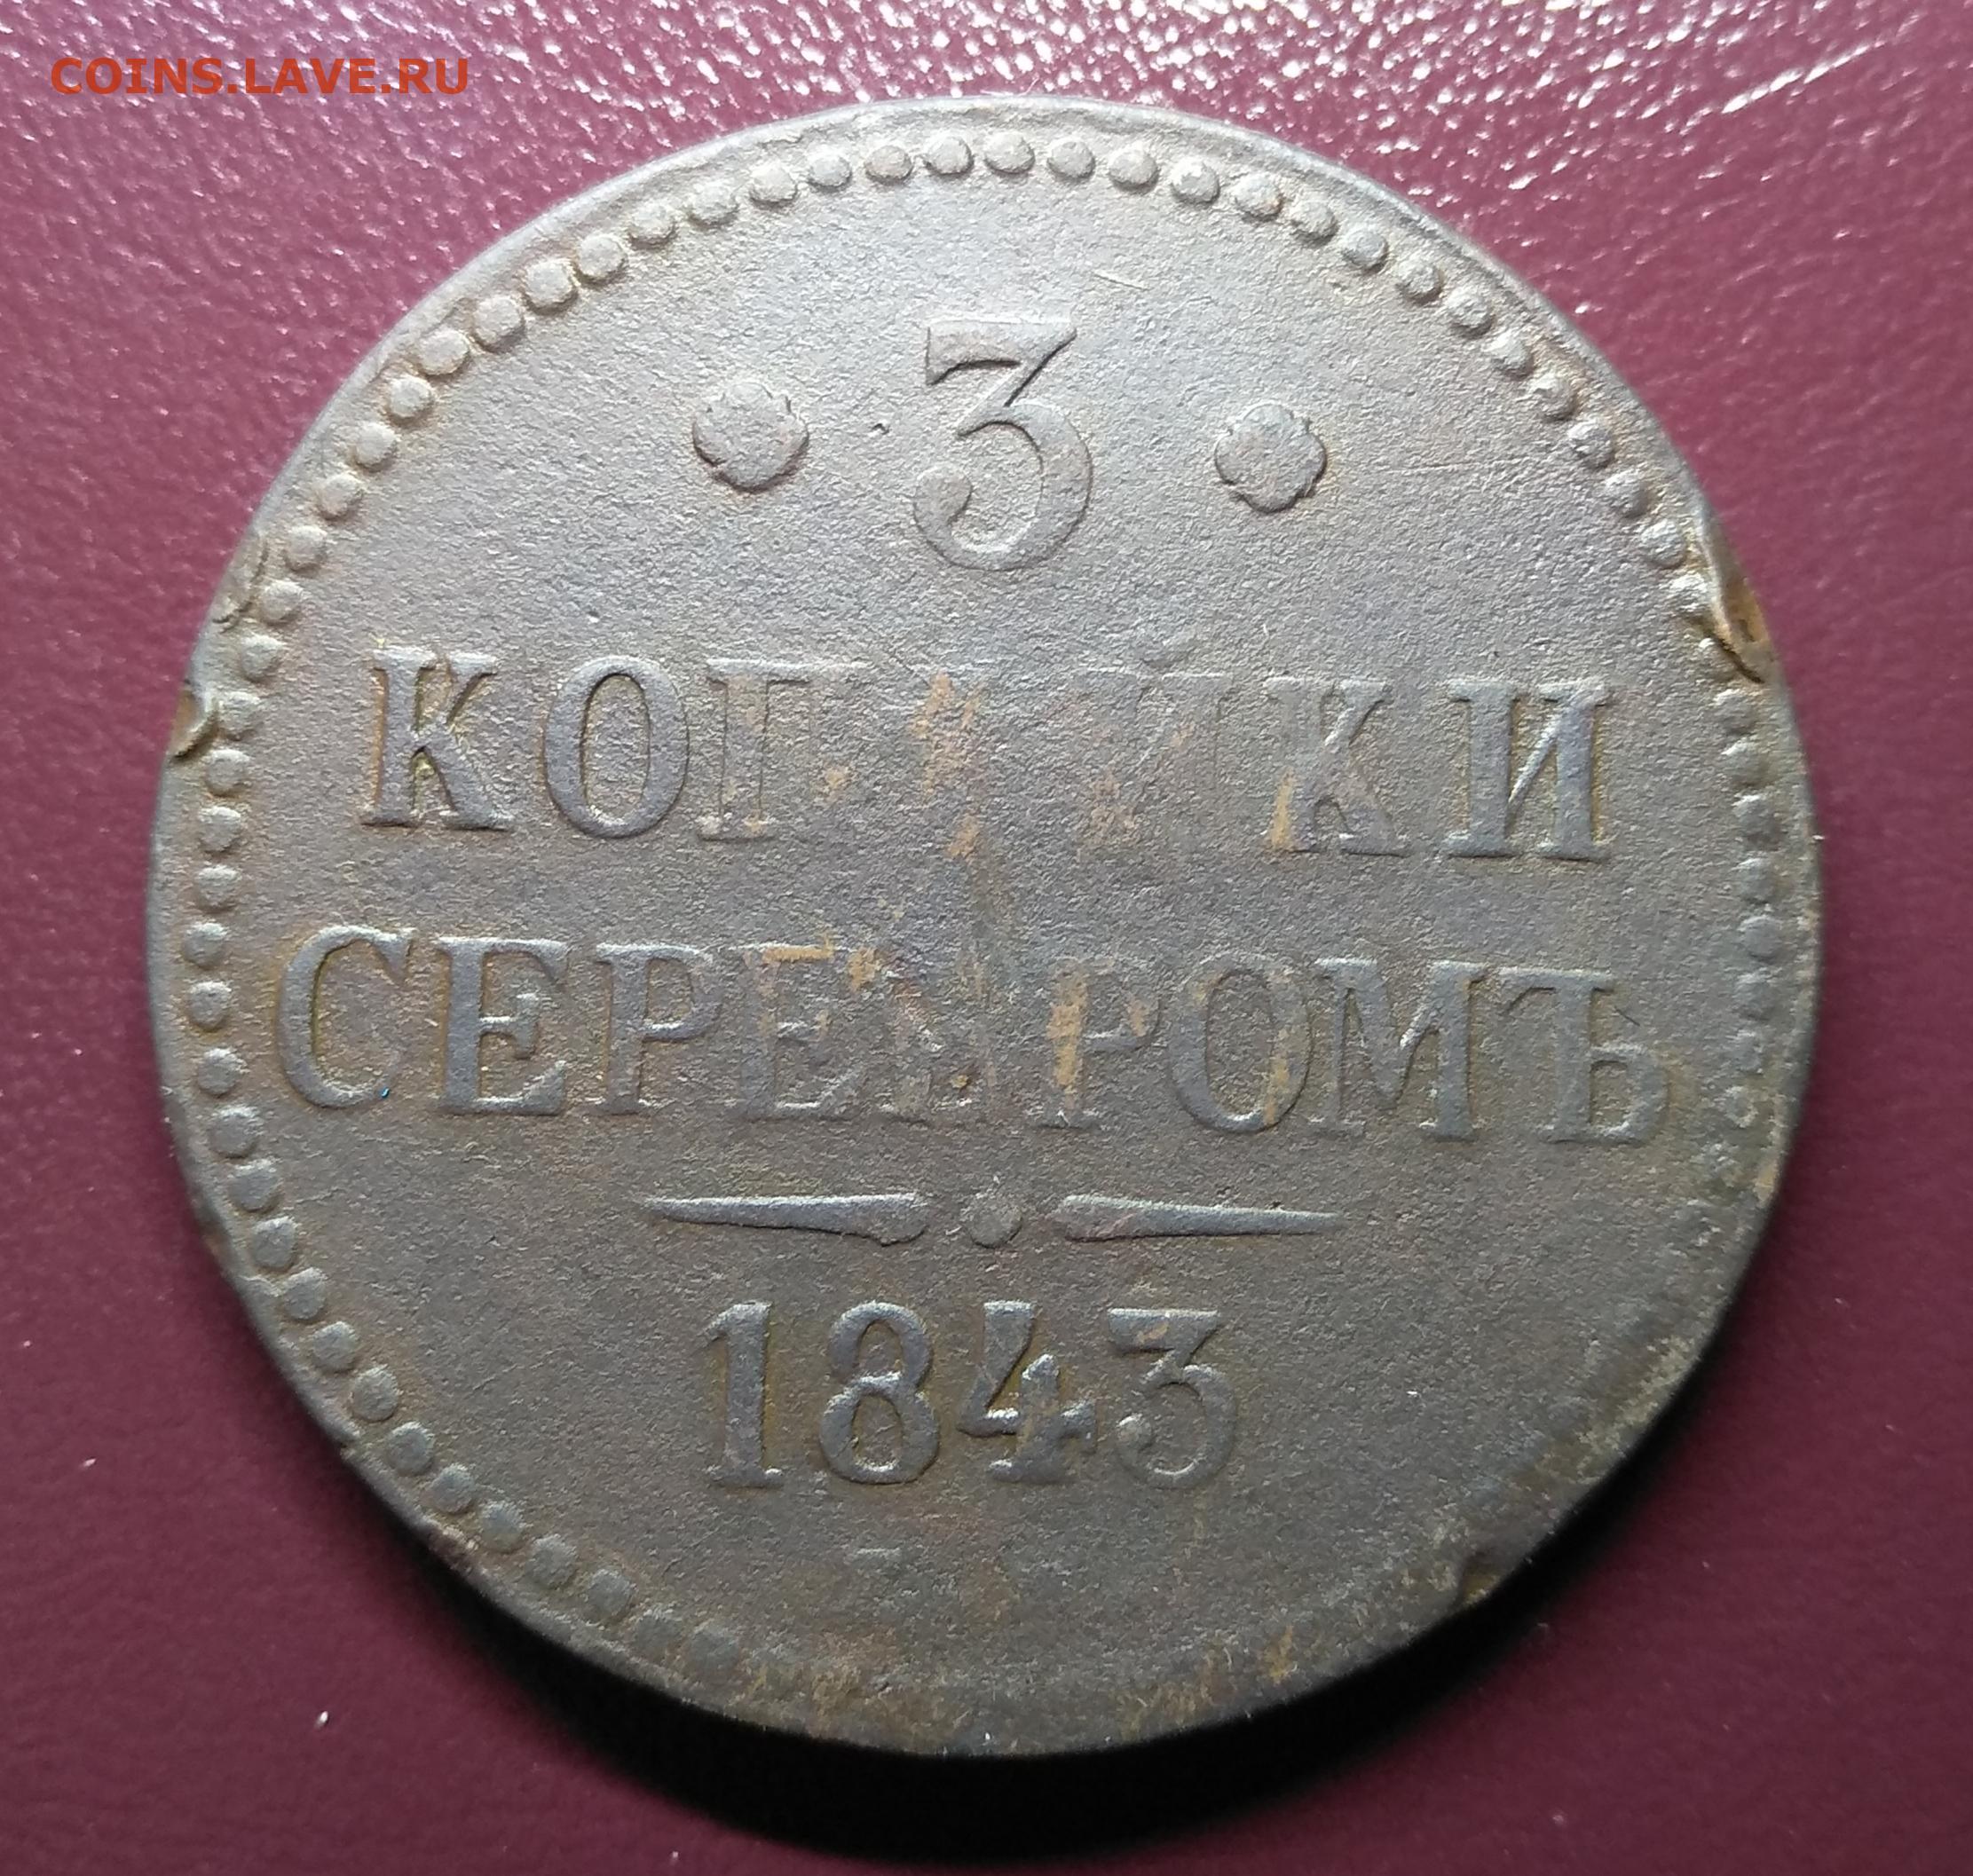 COINS.LAVE.RU
3
КОПѢЙКИ
СЕРЕБРОМЪ
1843